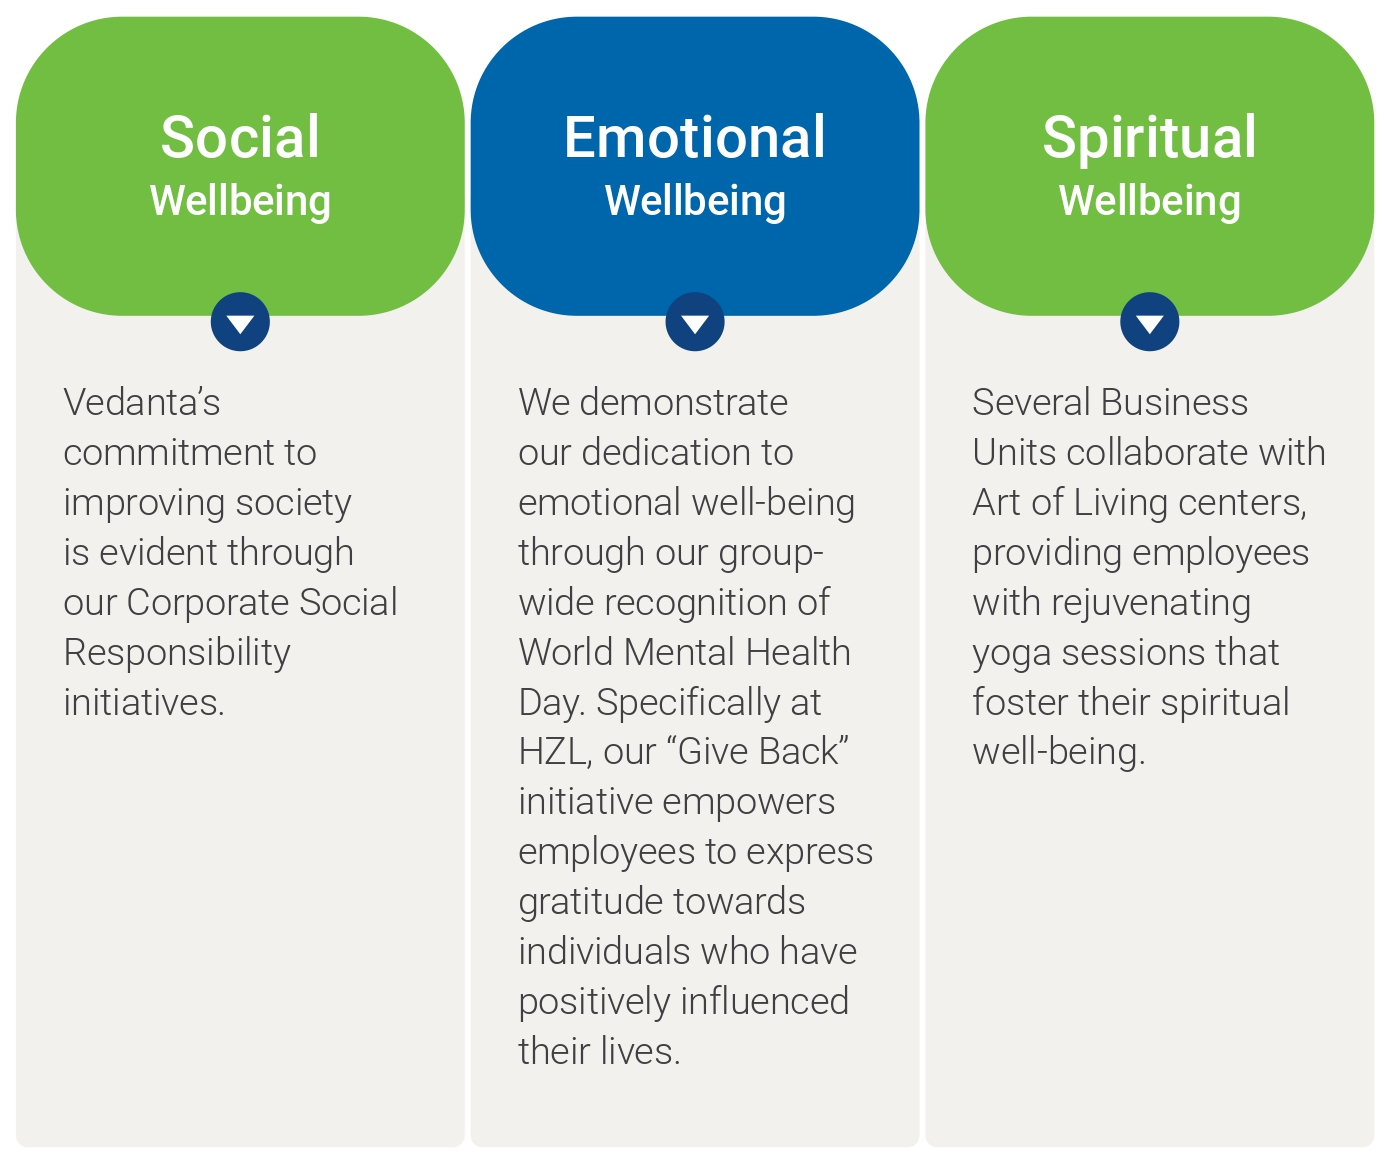 Social
Wellbeing
Vedanta’s
commitment to
improving society
is evident through
our Corporate Social
Responsibility
initiatives.
Emotional
Wellbeing
We demonstrate
our dedication to
emotional well-being
through our group-
wide recognition of
World Mental Health
Day. Specifically at
HZL, our “Give Back”
initiative empowers
employees to express
gratitude towards
individuals who have
positively influenced
their lives.
Spiritual
Wellbeing
Several Business
Units collaborate with
Art of Living centers,
providing employees
with rejuvenating
yoga sessions that
foster their spiritual
well-being.